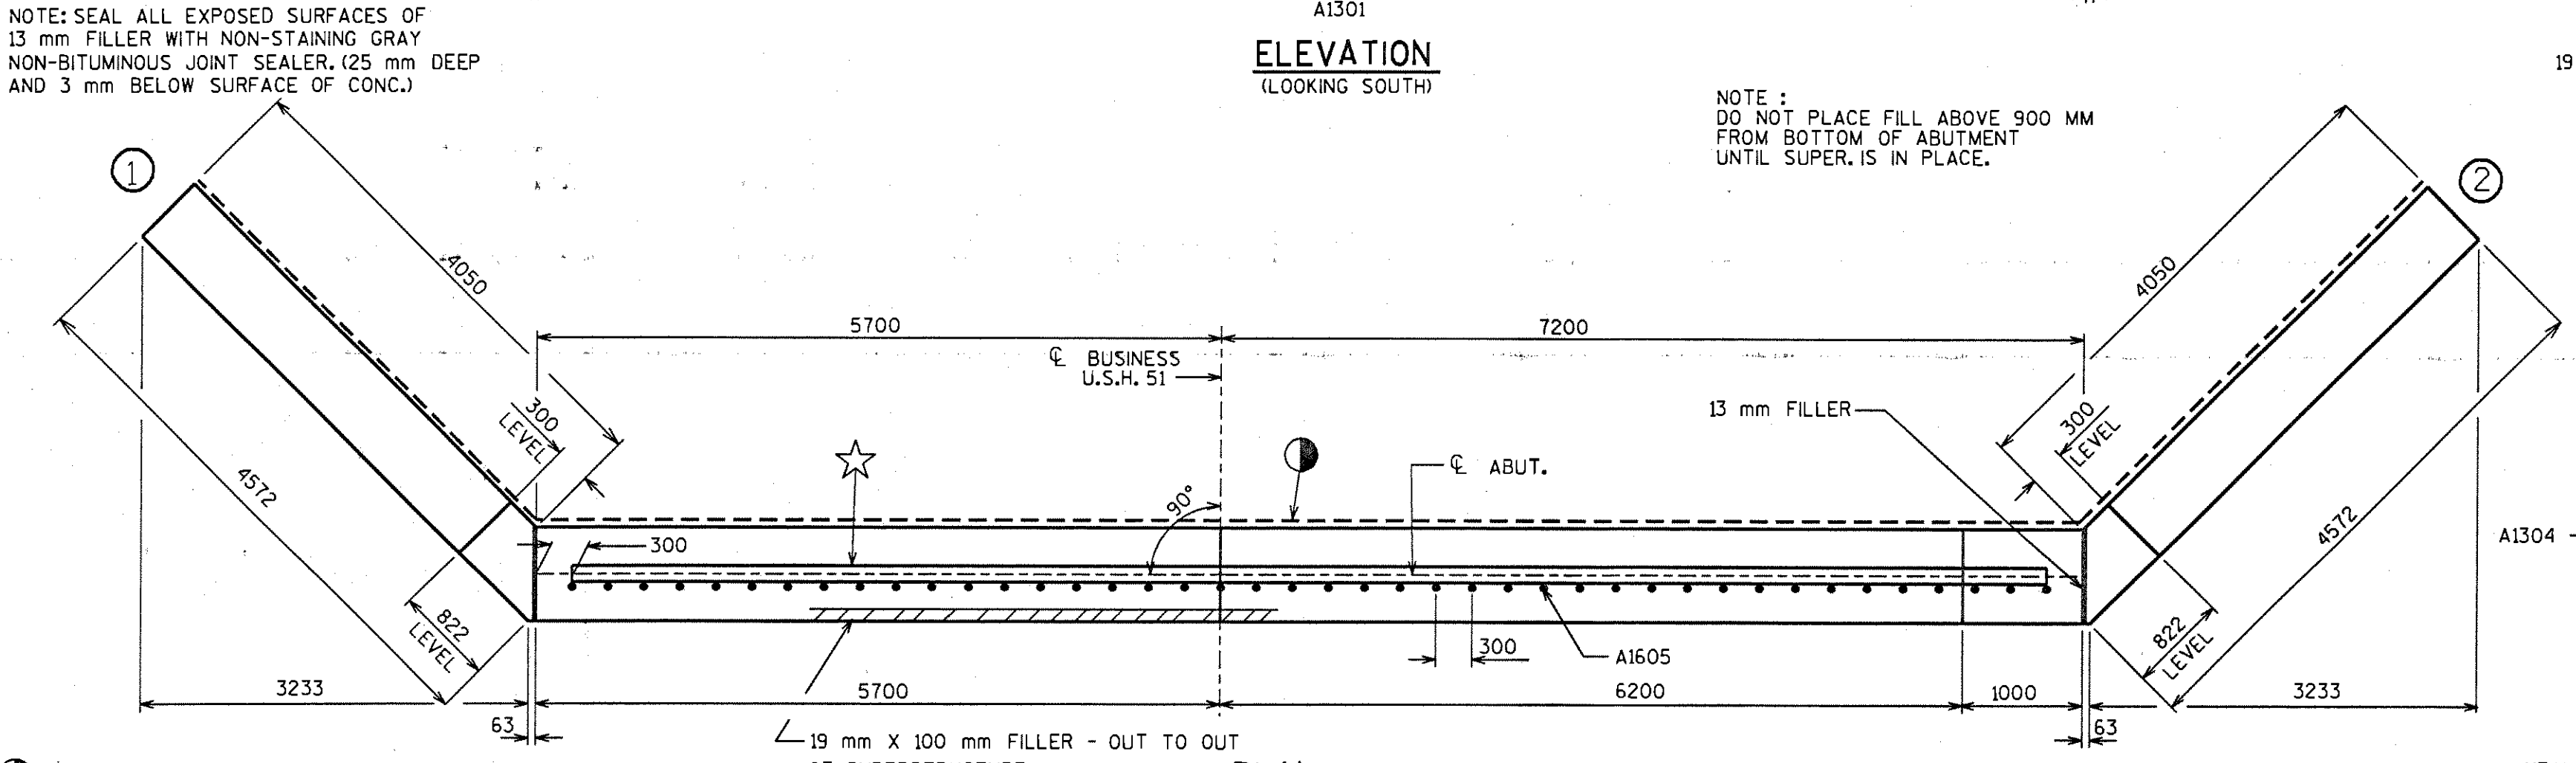 NOTE: SEAL ALL EXPOSED SURFACES OF
13 mm FILLER WITH NON-STAINING GRAY
NON-BITUMINOUS JOINT SEALER. (25 mm DEEP
AND 3 mm BELOW SURFACE OF CONC.)
A1301
ELEVATION
(LOOKING SOUTH)
19
NOTE :
DO NOT PLACE FILL ABOVE 900 MM
FROM BOTTOM OF ABUTMENT
UNTIL SUPER. IS IN PLACE.
1
2
4050
4050
5700
7200
℄ BUSINESS
U.S.H. 51
13 mm FILLER
300
LEVEL
300
LEVEL
4572
4572
℄ ABUT.
90°
300
A1304
822
LEVEL
822
LEVEL
300
A1605
3233
5700
6200
1000
3233
63
63
19 mm X 100 mm FILLER - OUT TO OUT